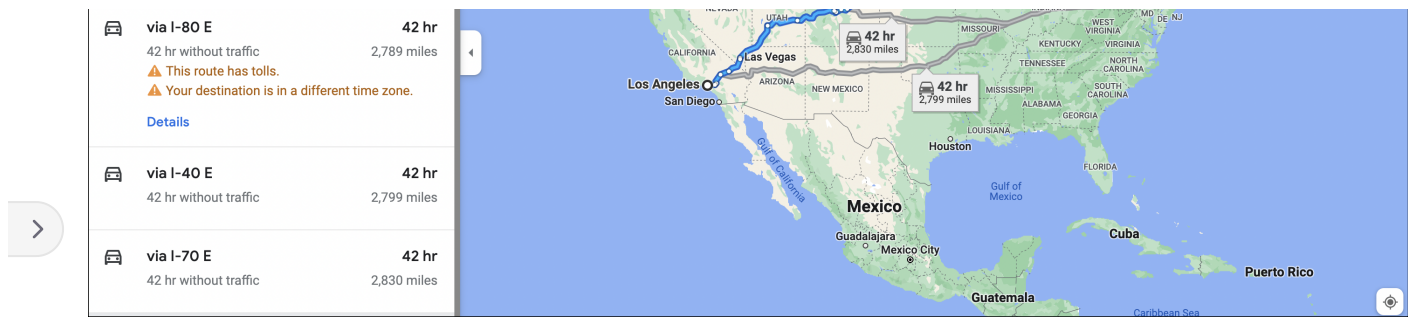 via I-80 E 42 hr
42 hr without traffic 2,789 miles
This route has tolls.
Your destination is in a different time zone.
Details
via I-40 E 42 hr
42 hr without traffic 2,799 miles
via I-70 E 42 hr
42 hr without traffic 2,830 miles
UTAH
42 hr
2,830 miles
MISSOURI
WEST
VIRGINIA
MD DE NJ
KENTUCKY
VIRGINIA
CALIFORNIA
Las Vegas
TENNESSEE
NORTH
CAROLINA
Los Angeles
ARIZONA
NEW MEXICO
42 hr
2,799 miles
MISSISSIPPI
SOUTH
CAROLINA
San Diego
ALABAMA
GEORGIA
LOUISIANA
Houston
Gulf of California
FLORIDA
Gulf of
Mexico
Mexico
Cuba
Guadalajara
Mexico City
Puerto Rico
Guatemala
Caribbean Sea